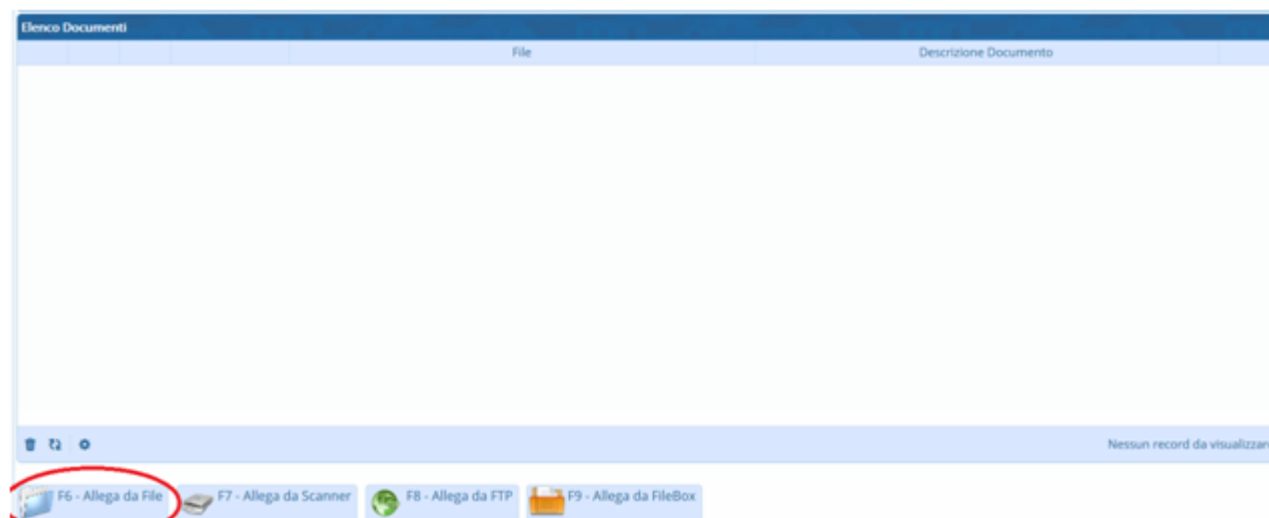 Elenco Documenti
File Descrizione Documento
Nessun record da visualizzare
F6 - Allega da File F7 - Allega da Scanner F8 - Allega da FTP F9 - Allega da FileBox